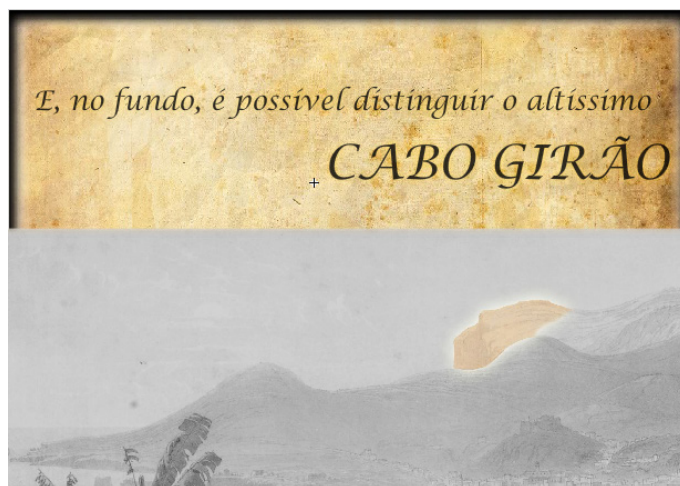 E, no fundo, é possível distinguir o altíssimo
CABO GIRÃO